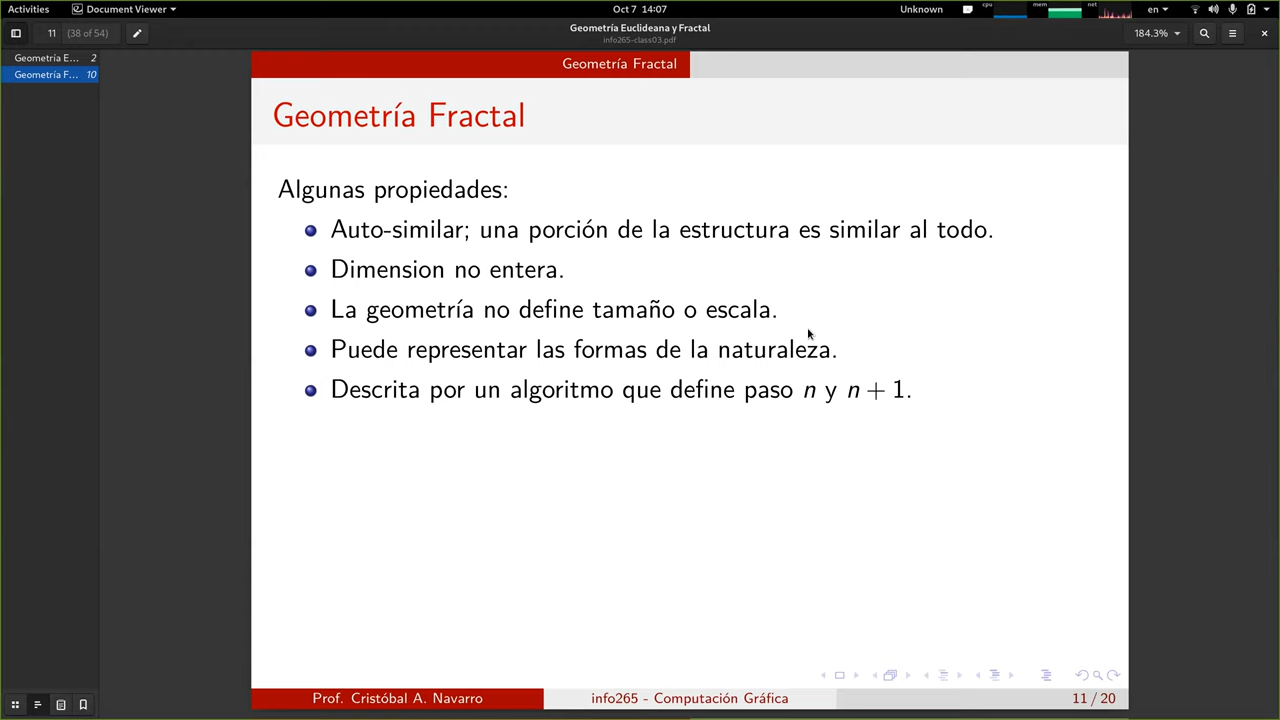 Activities Document Viewer Oct 7 14:07 Unknown cpu mem net en
11 (38 of 54) Geometría Euclideana y Fractal 184.3%
info265-class03.pdf
Geometría E... 2
Geometría F... 10
Geometría Fractal
Geometría Fractal
Algunas propiedades:
Auto-similar; una porción de la estructura es similar al todo.
Dimension no entera.
La geometría no define tamaño o escala.
Puede representar las formas de la naturaleza.
Descrita por un algoritmo que define paso n y n + 1.
Prof. Cristóbal A. Navarro info265 - Computación Gráfica 11 / 20